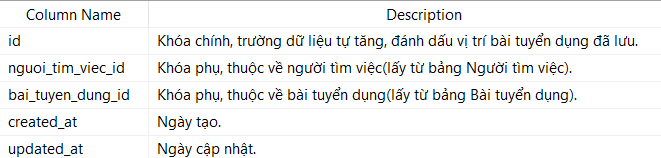 Column Name Description
id Khóa chính, trường dữ liệu tự tăng, đánh dấu vị trí bài tuyển dụng đã lưu.
nguoi_tim_viec_id Khóa phụ, thuộc về người tìm việc(lấy từ bảng Người tìm việc).
bai_tuyen_dung_id Khóa phụ, thuộc về bài tuyển dụng(lấy từ bảng Bài tuyển dụng).
created_at Ngày tạo.
updated_at Ngày cập nhật.